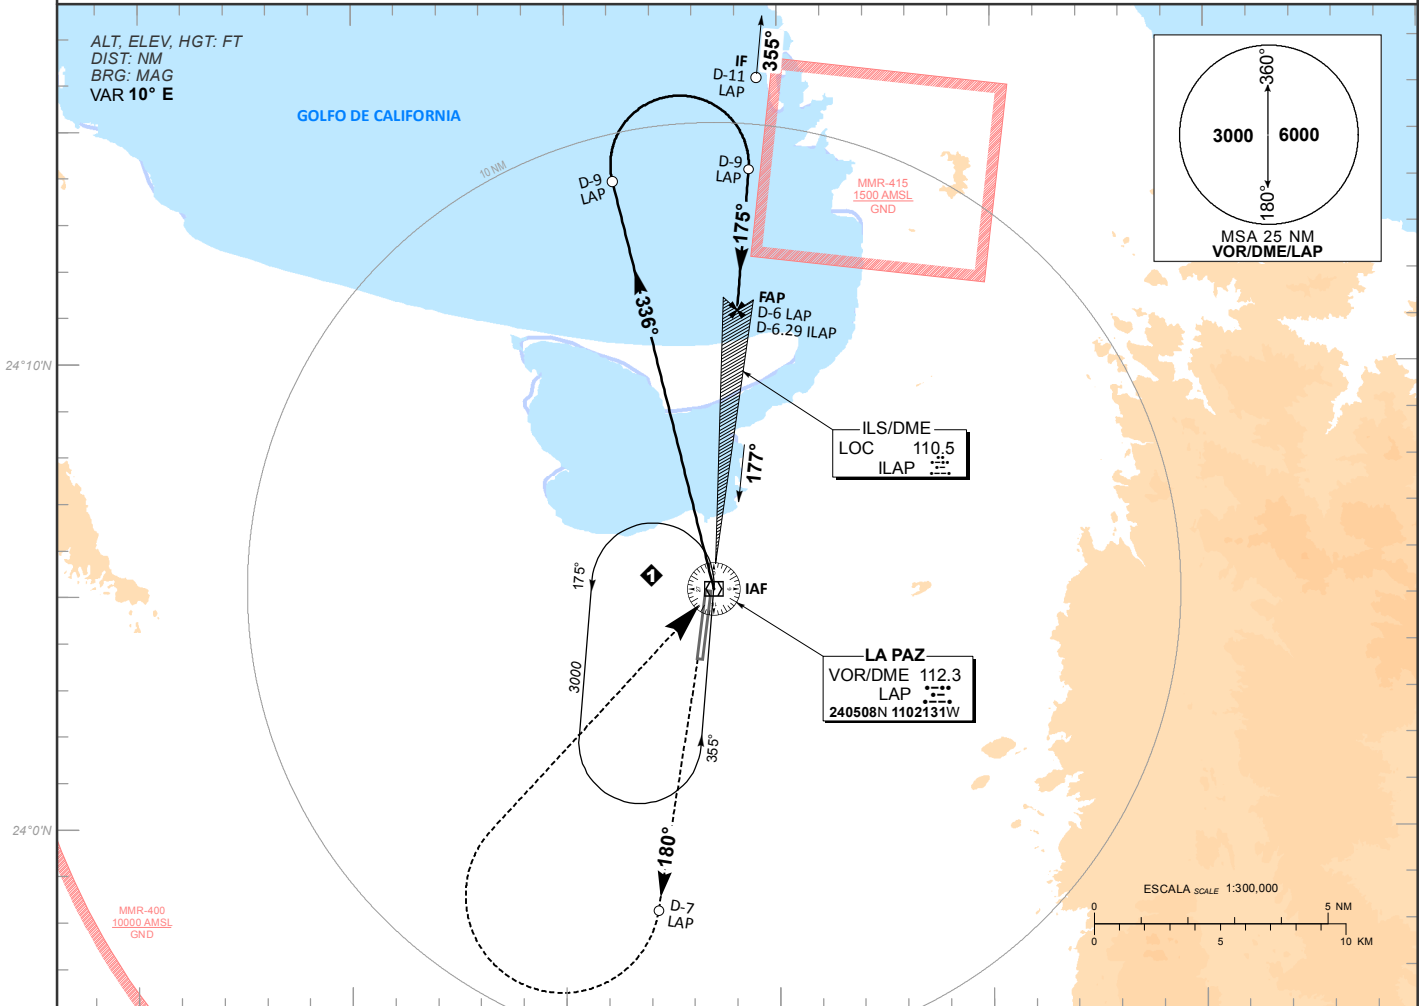 ALT, ELEV, HGT: FT
DIST: NM
BRG: MAG
VAR 10° E
GOLFO DE CALIFORNIA
IF
D-11
LAP
355°
360°
3000 6000
180°
MSA 25 NM
VOR/DME/LAP
10 NM
D-9
LAP
D-9
LAP
MMR-415
1500 AMSL
GND
175°
336°
FAP
D-6 LAP
D-6.29 ILAP
24°10'N
ILS/DME
LOC 110.5
ILAP
177°
175°
1
IAF
3000
LA PAZ
VOR/DME 112.3
LAP
240508N 1102131W
355°
24°0'N
180°
D-7
LAP
MMR-400
10000 AMSL
GND
ESCALA SCALE 1:300,000
0 5 NM
0 5 10 KM